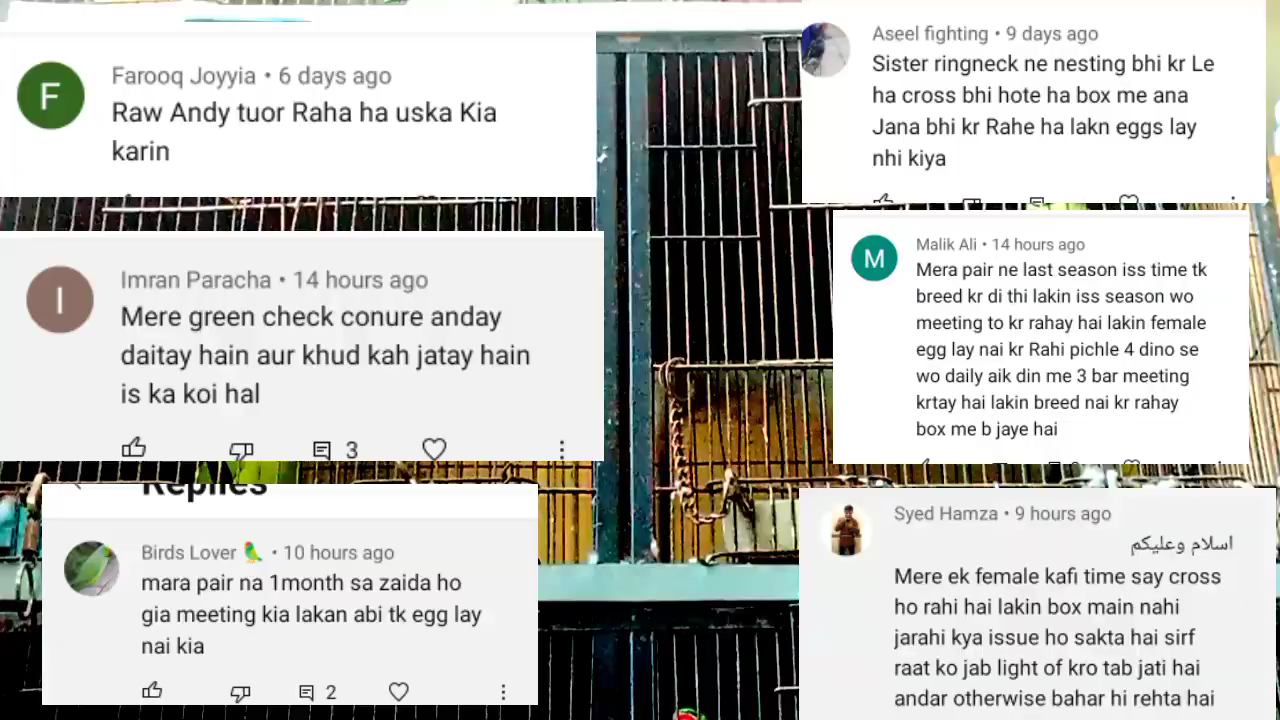 Farooq Joyyia • 6 days ago
Raw Andy tuor Raha ha uska Kia
karin
Imran Paracha • 14 hours ago
Mere green check conure anday
daitay hain aur khud kah jatay hain
is ka koi hal
3
Replies
Birds Lover 🦜 • 10 hours ago
mara pair na 1month sa zaida ho
gia meeting kia lakan abi tk egg lay
nai kia
2
Aseel fighting • 9 days ago
Sister ringneck ne nesting bhi kr Le
ha cross bhi hote ha box me ana
Jana bhi kr Rahe ha lakn eggs lay
nhi kiya
Malik Ali • 14 hours ago
Mera pair ne last season iss time tk
breed kr di thi lakin iss season wo
meeting to kr rahay hai lakin female
egg lay nai kr Rahi pichle 4 dino se
wo daily aik din me 3 bar meeting
krtay hai lakin breed nai kr rahay
box me b jaye hai
Syed Hamza • 9 hours ago
اسلام وعليكم
Mere ek female kafi time say cross
ho rahi hai lakin box main nahi
jarahi kya issue ho sakta hai sirf
raat ko jab light of kro tab jati hai
andar otherwise bahar hi rehta hai